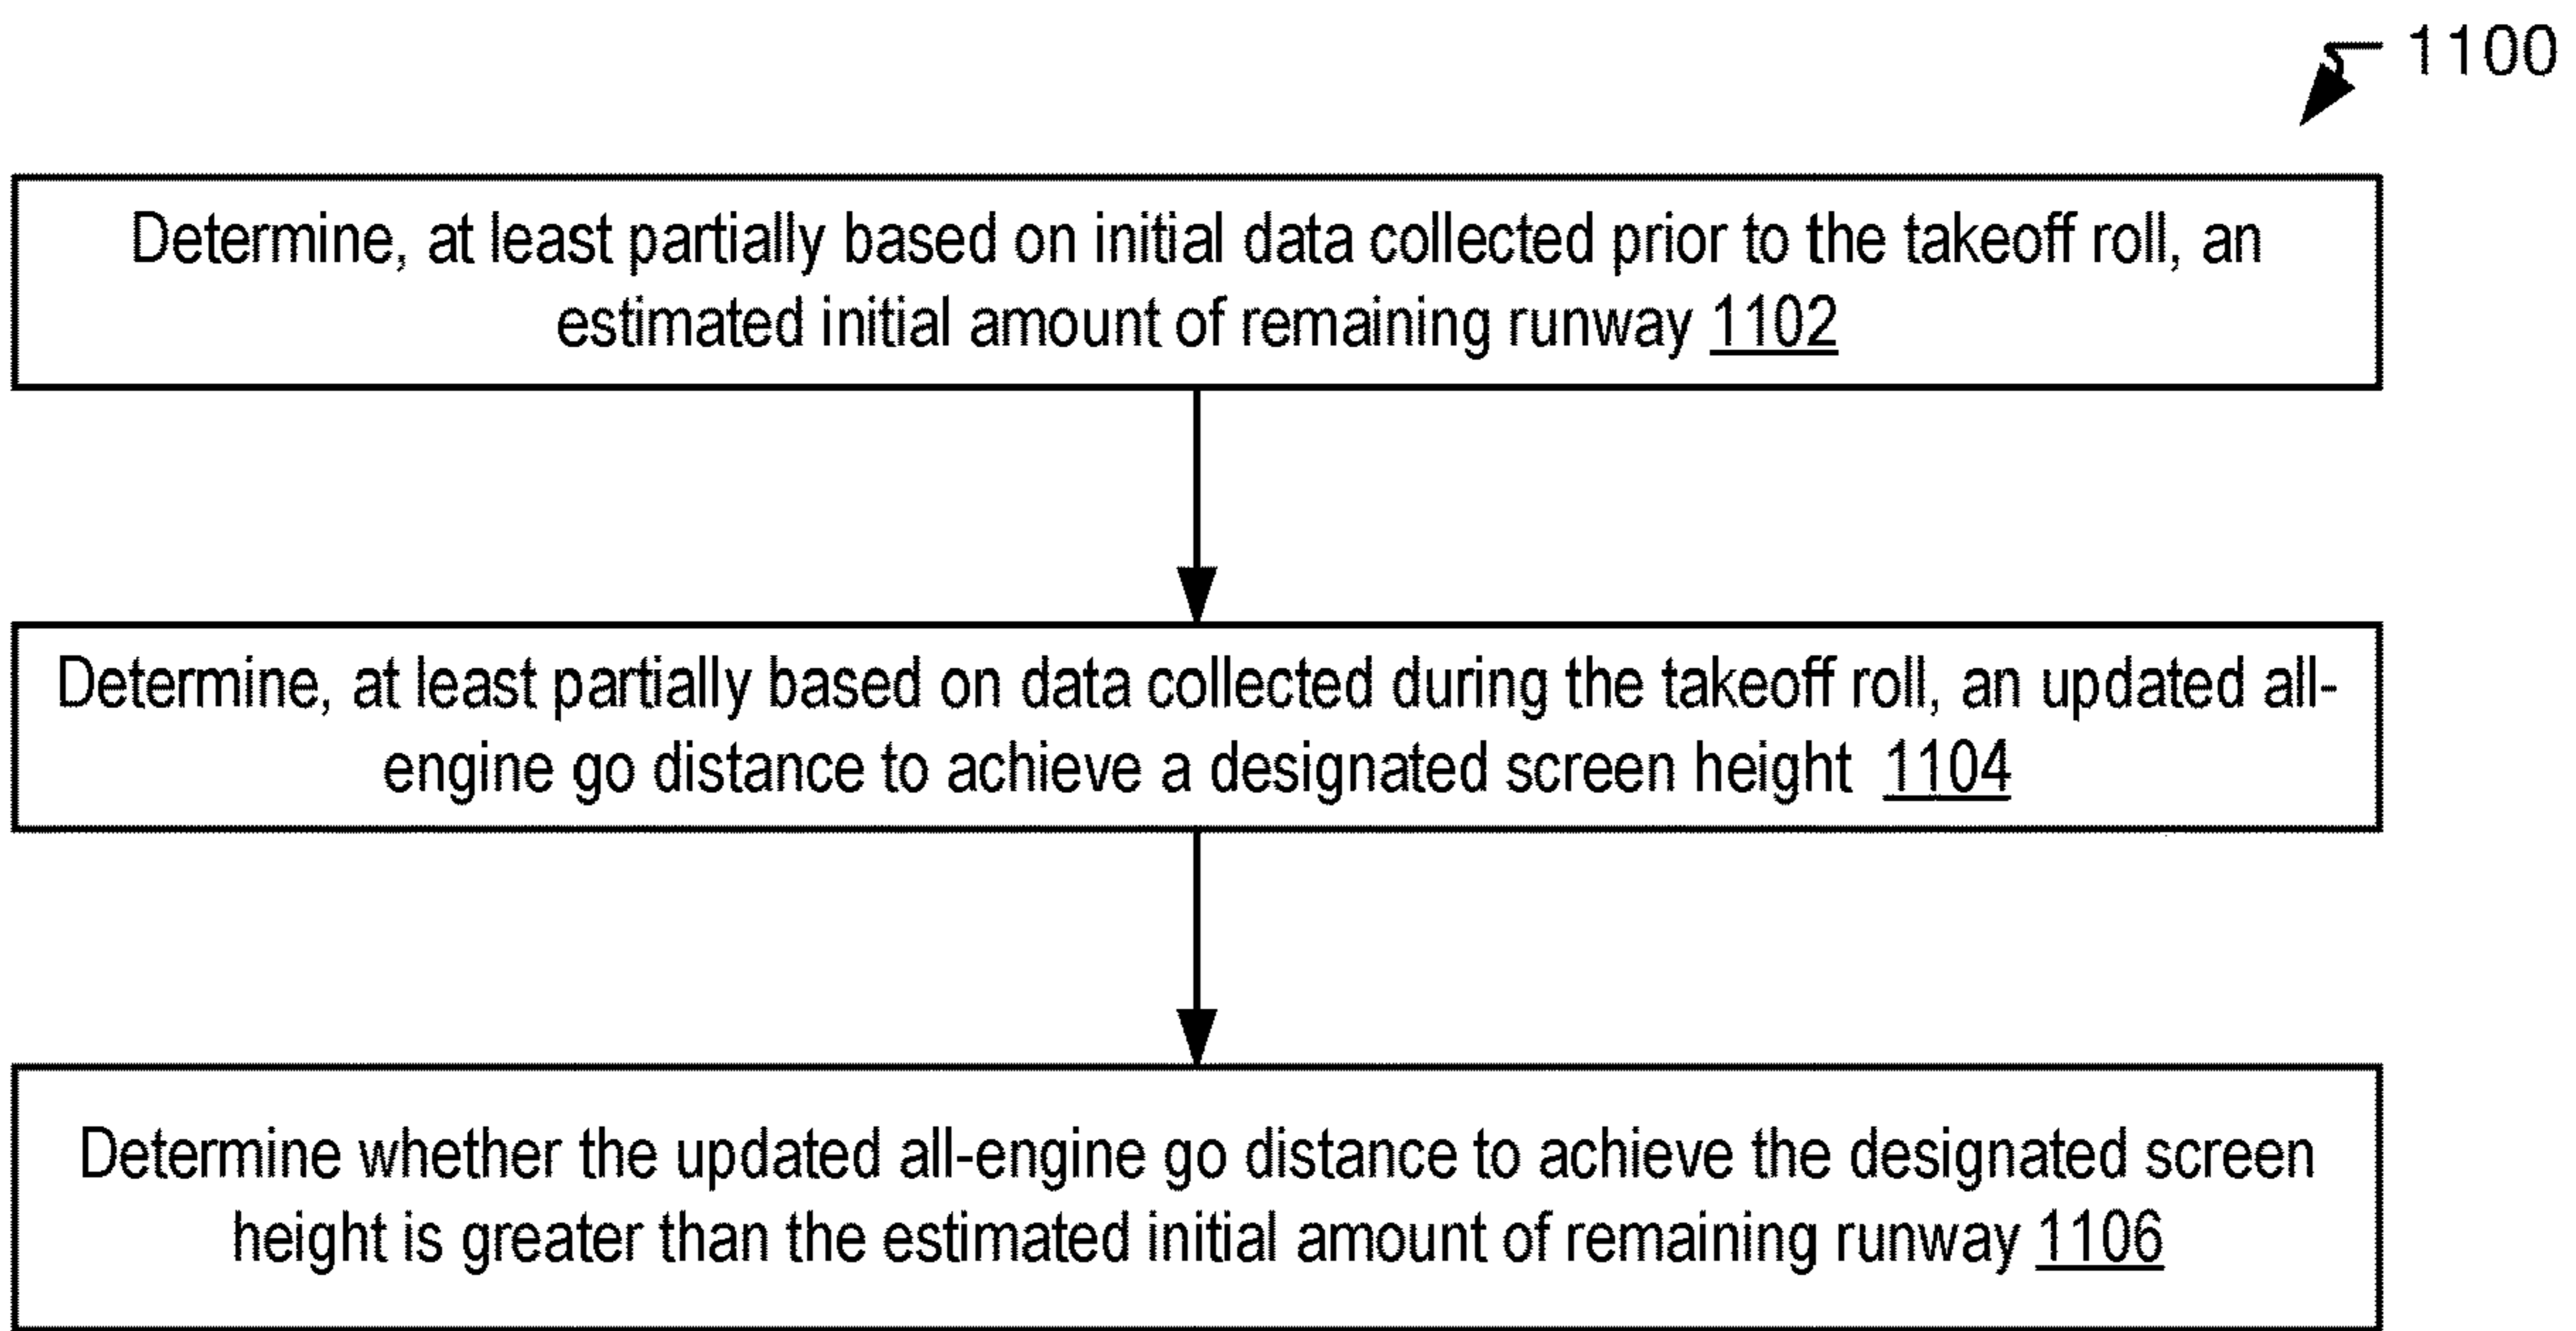 1100
Determine, at least partially based on initial data collected prior to the takeoff roll, an
estimated initial amount of remaining runway 1102
Determine, at least partially based on data collected during the takeoff roll, an updated all-
engine go distance to achieve a designated screen height 1104
Determine whether the updated all-engine go distance to achieve the designated screen
height is greater than the estimated initial amount of remaining runway 1106